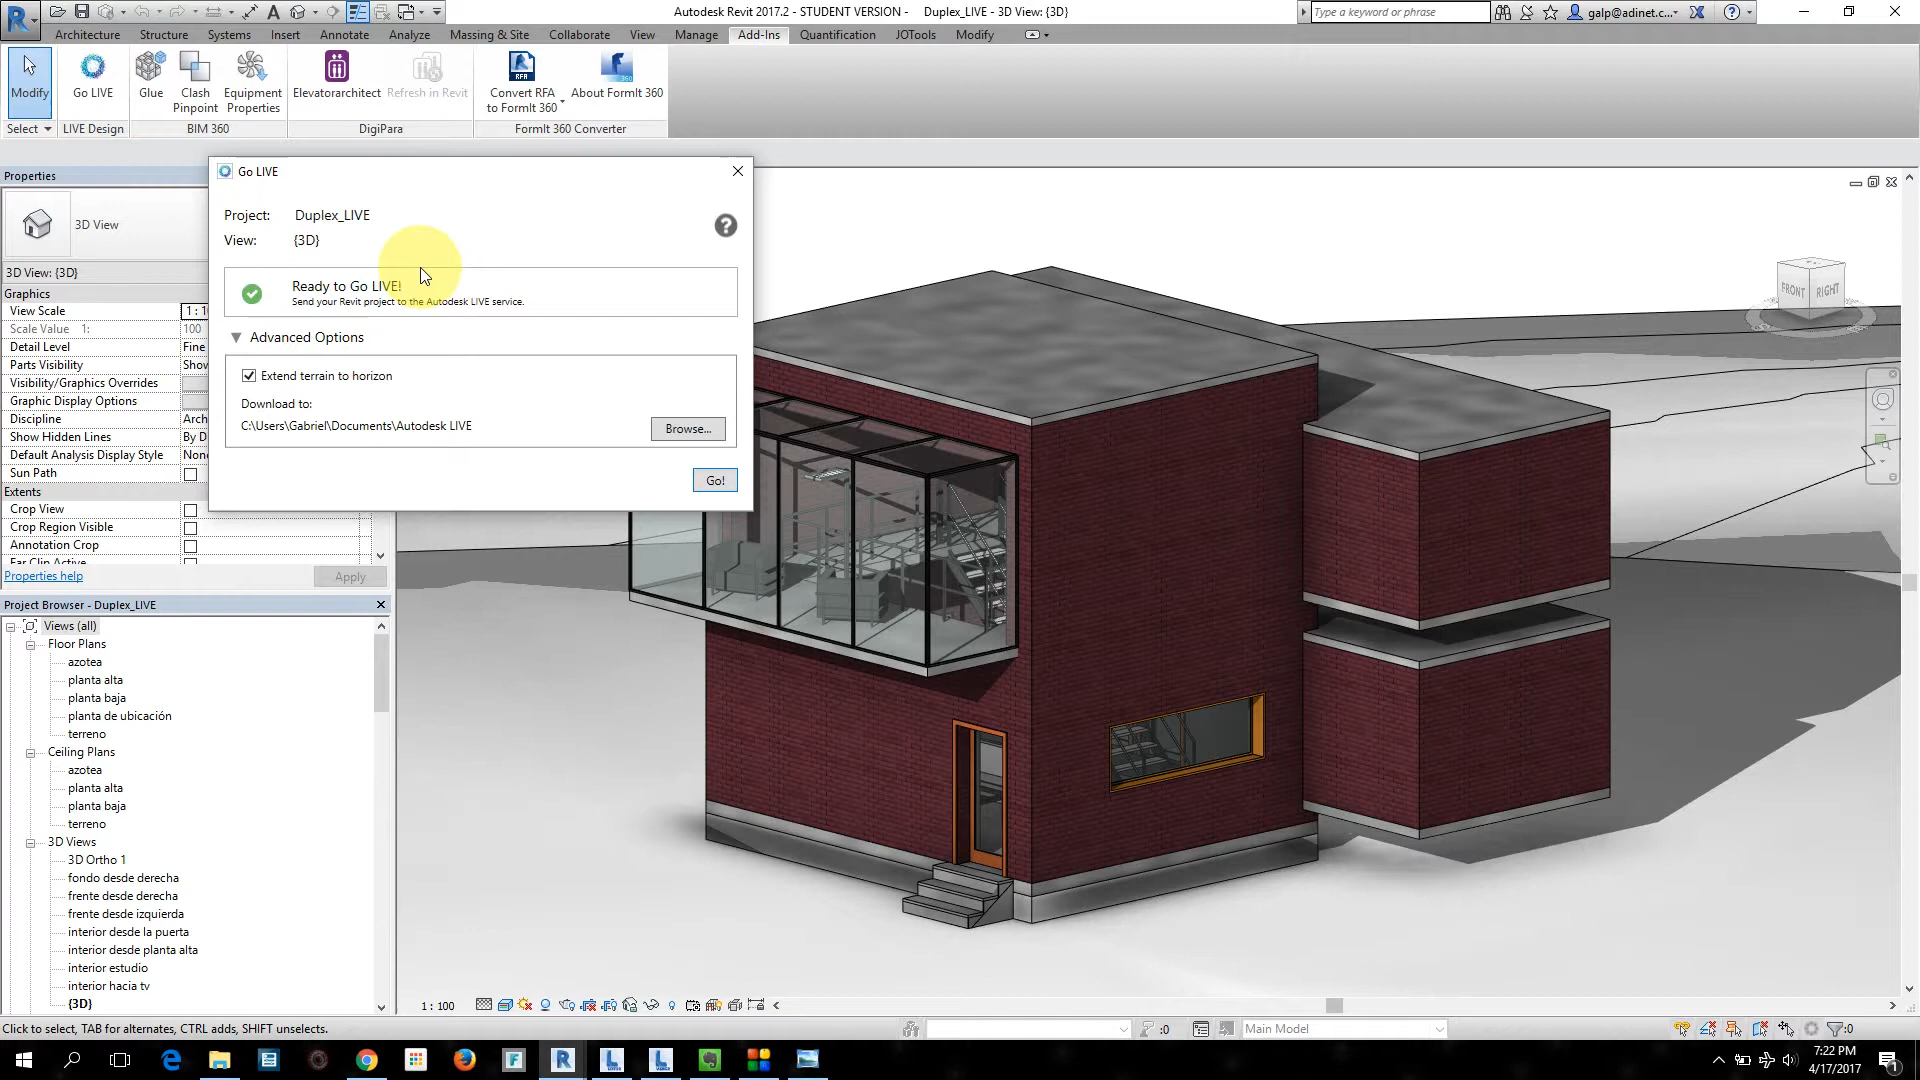 Autodesk Revit 2017.2 - STUDENT VERSION - Duplex_LIVE - 3D View: {3D}
Type a keyword or phrase
galp@adinet.c...
Architecture Structure Systems Insert Annotate Analyze Massing & Site Collaborate View Manage Add-Ins Quantification JOTools Modify
Modify
Go LIVE
Glue
Clash
Pinpoint
Equipment
Properties
Elevatorarchitect
Refresh in Revit
Convert RFA
to FormIt 360
About FormIt 360
Select
LIVE Design
BIM 360
DigiPara
FormIt 360 Converter
Properties
3D View
3D View: {3D}
Graphics
View Scale 1 : 1
Scale Value 1: 100
Detail Level Fine
Parts Visibility Show
Visibility/Graphics Overrides
Graphic Display Options
Discipline Arch
Show Hidden Lines By D
Default Analysis Display Style None
Sun Path
Extents
Crop View
Crop Region Visible
Annotation Crop
Far Clip Active
Properties help
Apply
Go LIVE
Project: Duplex_LIVE
View: {3D}
Ready to Go LIVE!
Send your Revit project to the Autodesk LIVE service.
Advanced Options
Extend terrain to horizon
Download to:
C:\Users\Gabriel\Documents\Autodesk LIVE
Browse...
Go!
FRONT RIGHT
Project Browser - Duplex_LIVE
Views (all)
Floor Plans
azotea
planta alta
planta baja
planta de ubicación
terreno
Ceiling Plans
azotea
planta alta
planta baja
terreno
3D Views
3D Ortho 1
fondo desde derecha
frente desde derecha
frente desde izquierda
interior desde la puerta
interior desde planta alta
interior estudio
interior hacia tv
{3D}
1 : 100
Click to select, TAB for alternates, CTRL adds, SHIFT unselects.
:0
Main Model
:0
7:22 PM
4/17/2017